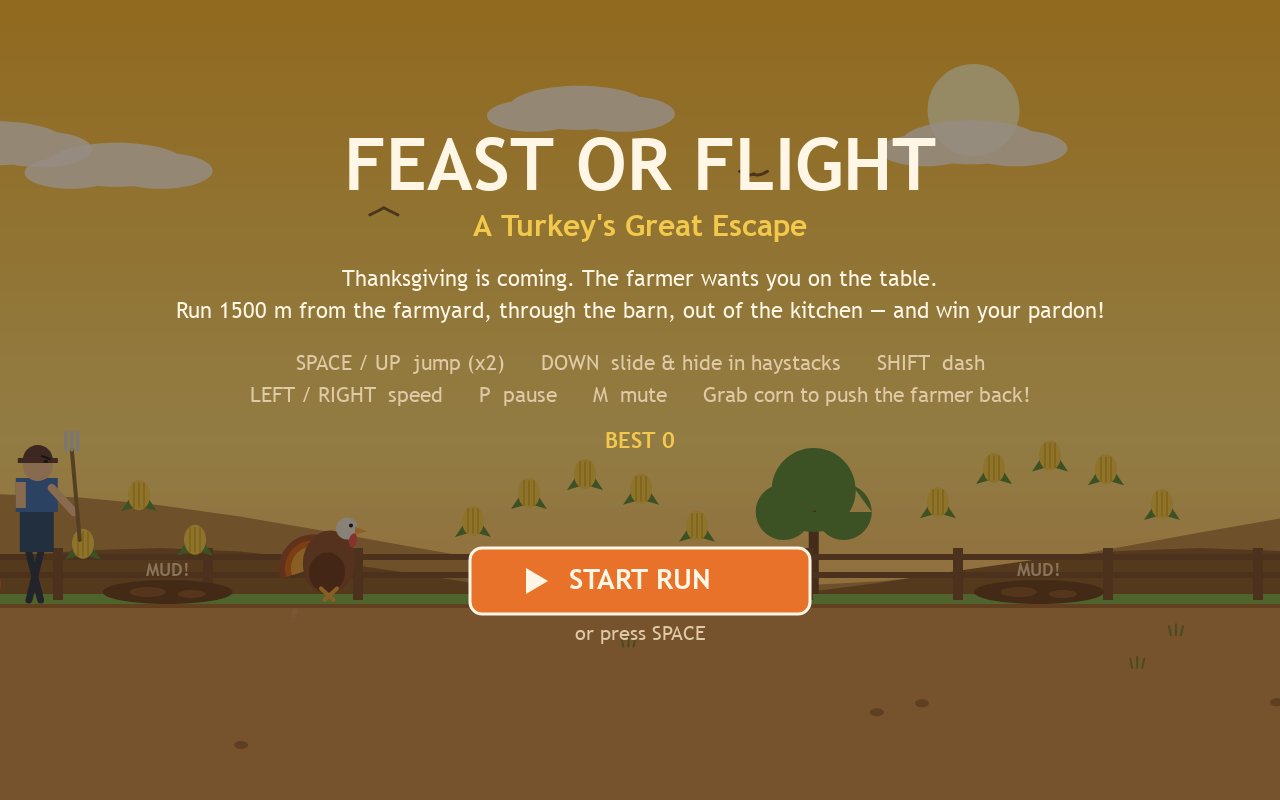 FEAST OR FLIGHT
A Turkey's Great Escape
Thanksgiving is coming. The farmer wants you on the table.
Run 1500 m from the farmyard, through the barn, out of the kitchen — and win your pardon!
SPACE / UP jump (x2) DOWN slide & hide in haystacks SHIFT dash
LEFT / RIGHT speed P pause M mute Grab corn to push the farmer back!
BEST 0
MUD! MUD!
START RUN
or press SPACE